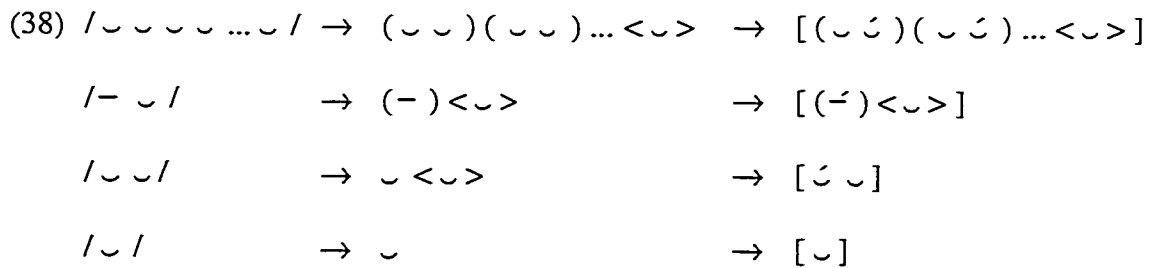 (38) /⏑ ⏑ ⏑ ⏑ ... ⏑ / → (⏑ ⏑ )( ⏑ ⏑ ) ... <⏑> → [(⏑ ⏑́ )( ⏑ ⏑́ ) ... <⏑>]
/– ⏑ / → (– )<⏑> → [(–́ )<⏑>]
/⏑ ⏑/ → ⏑ <⏑> → [⏑́ ⏑]
/⏑ / → ⏑ → [⏑]